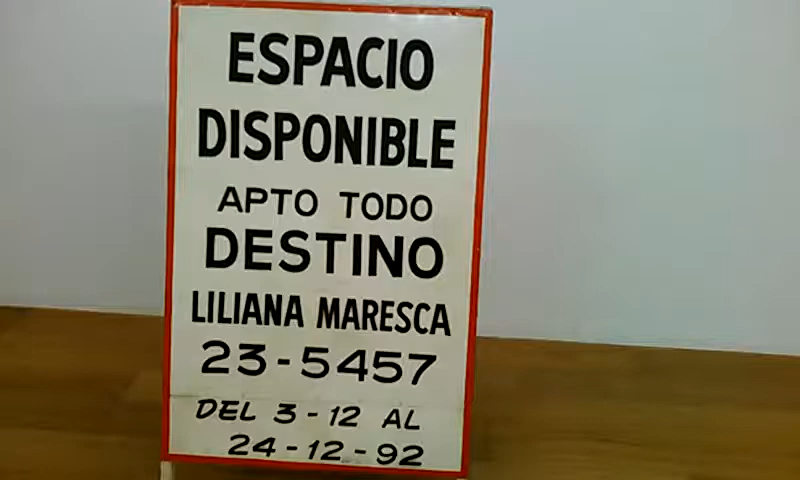 ESPACIO
DISPONIBLE
APTO TODO
DESTINO
LILIANA MARESCA
23-5457
DEL 3-12 AL
24-12-92